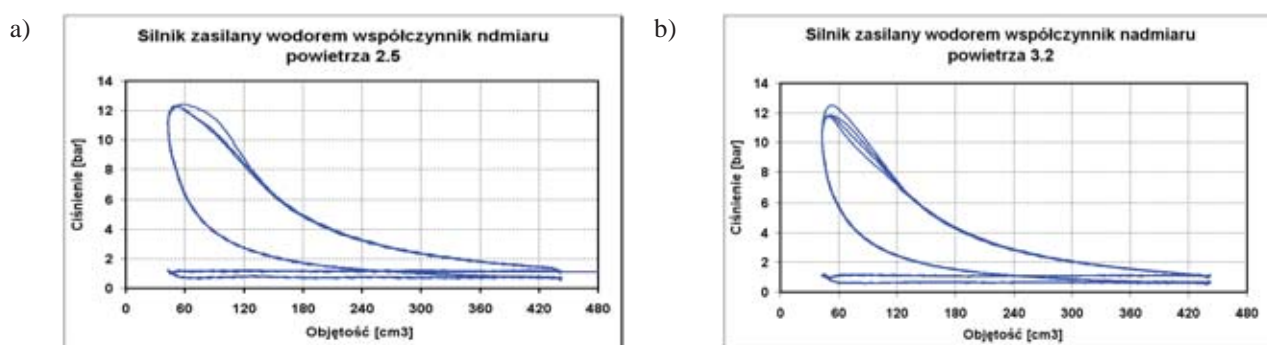 a)
Silnik zasilany wodorem współczynnik ndmiaru
powietrza 2.5
Ciśnienie [bar]
14
12
10
8
6
4
2
0
0 60 120 180 240 300 360 420 480
Objętość [cm3]
b)
Silnik zasilany wodorem współczynnik nadmiaru
powietrza 3.2
Ciśnienie [bar]
14
12
10
8
6
4
2
0
0 60 120 180 240 300 360 420 480
Objętość [cm3]